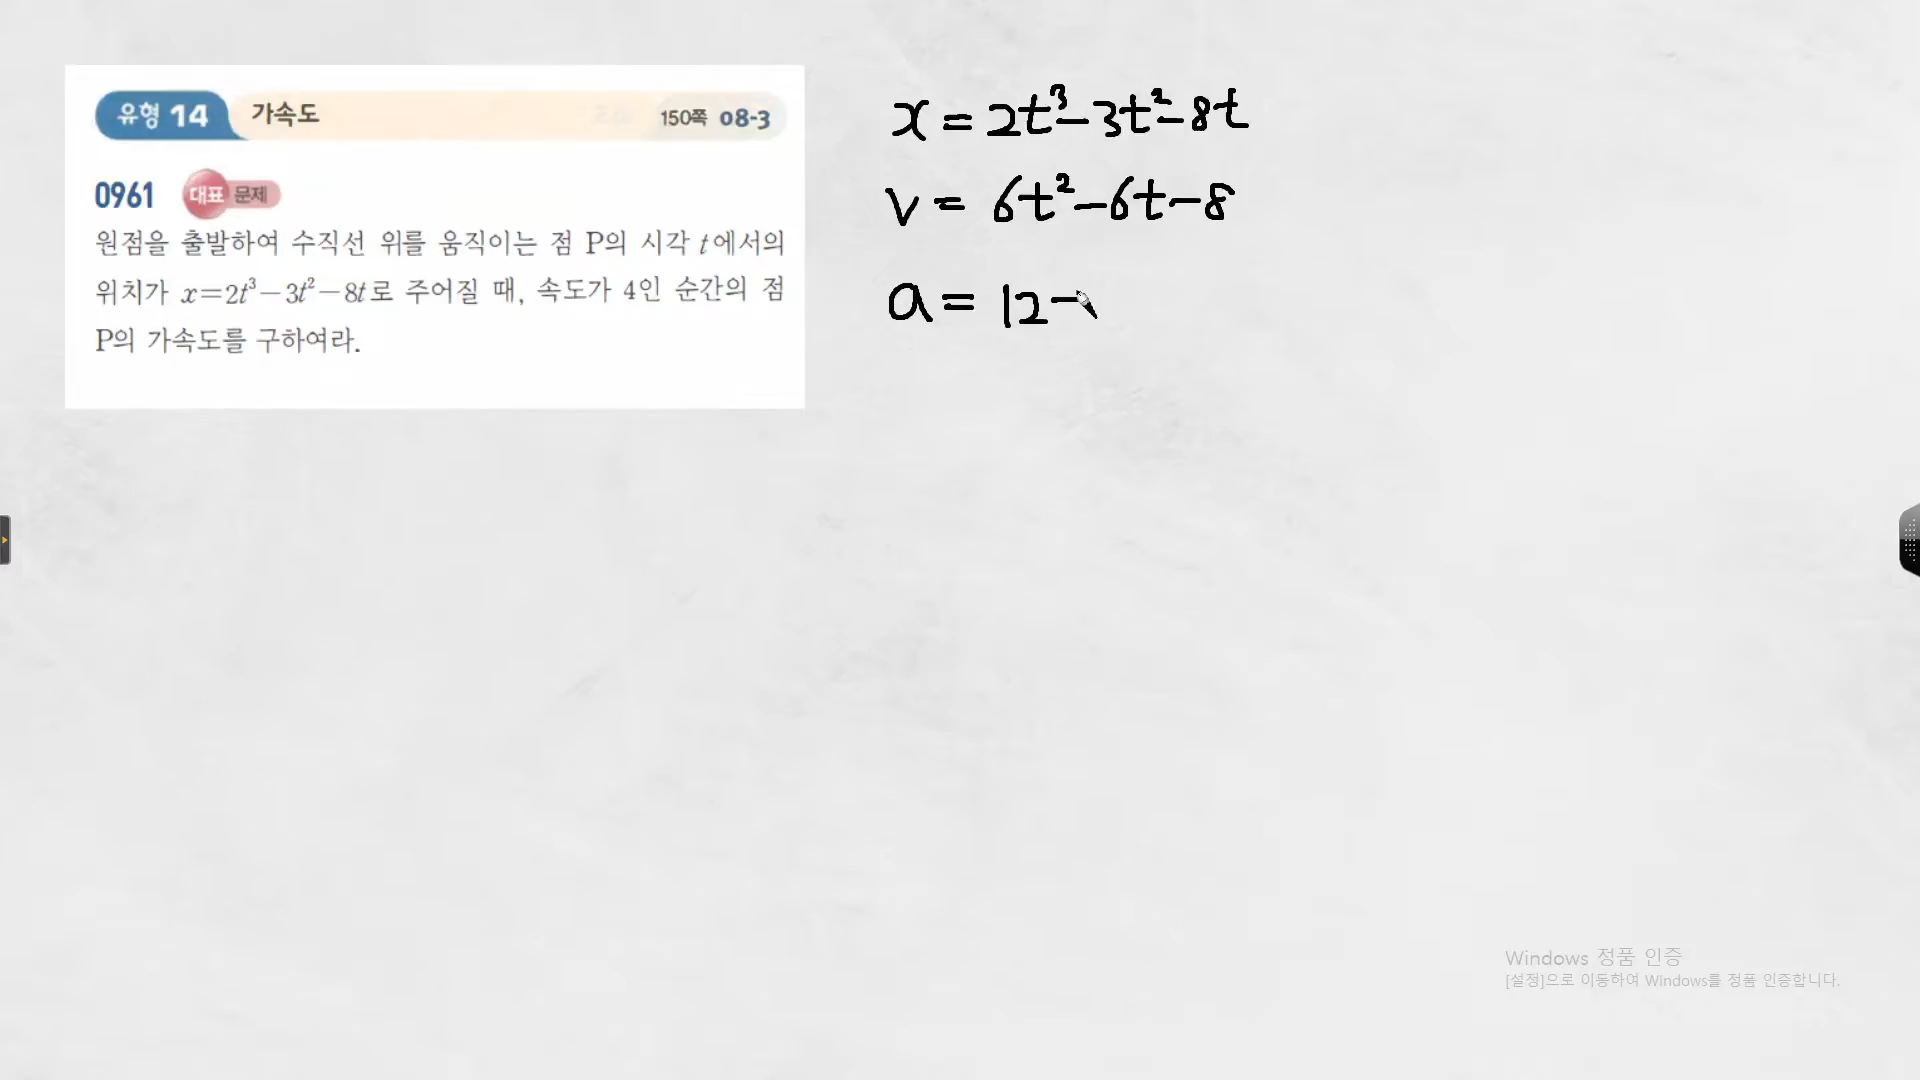 유형 14 가속도 150쪽 08-3
0961 대표 문제
원점을 출발하여 수직선 위를 움직이는 점 P의 시각 t에서의
위치가 x=2t³-3t²-8t로 주어질 때, 속도가 4인 순간의 점
P의 가속도를 구하여라.
x = 2t³-3t²-8t
v = 6t²-6t-8
a = 12-
Windows 정품 인증
[설정]으로 이동하여 Windows를 정품 인증합니다.